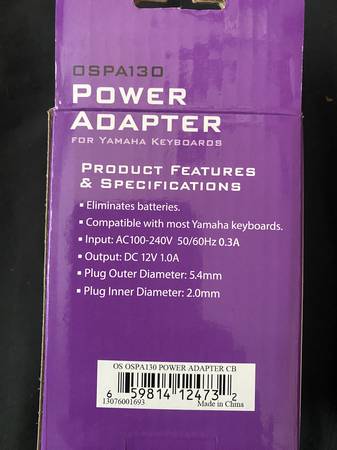 OSPA130
POWER
ADAPTER
FOR YAMAHA KEYBOARDS
PRODUCT FEATURES
& SPECIFICATIONS
▪ Eliminates batteries.
▪ Compatible with most Yamaha keyboards.
▪ Input: AC100-240V 50/60Hz 0.3A
▪ Output: DC 12V 1.0A
▪ Plug Outer Diameter: 5.4mm
▪ Plug Inner Diameter: 2.0mm
OS OSPA130 POWER ADAPTER CB
6 59814 12473 2
13076001693 Made in China